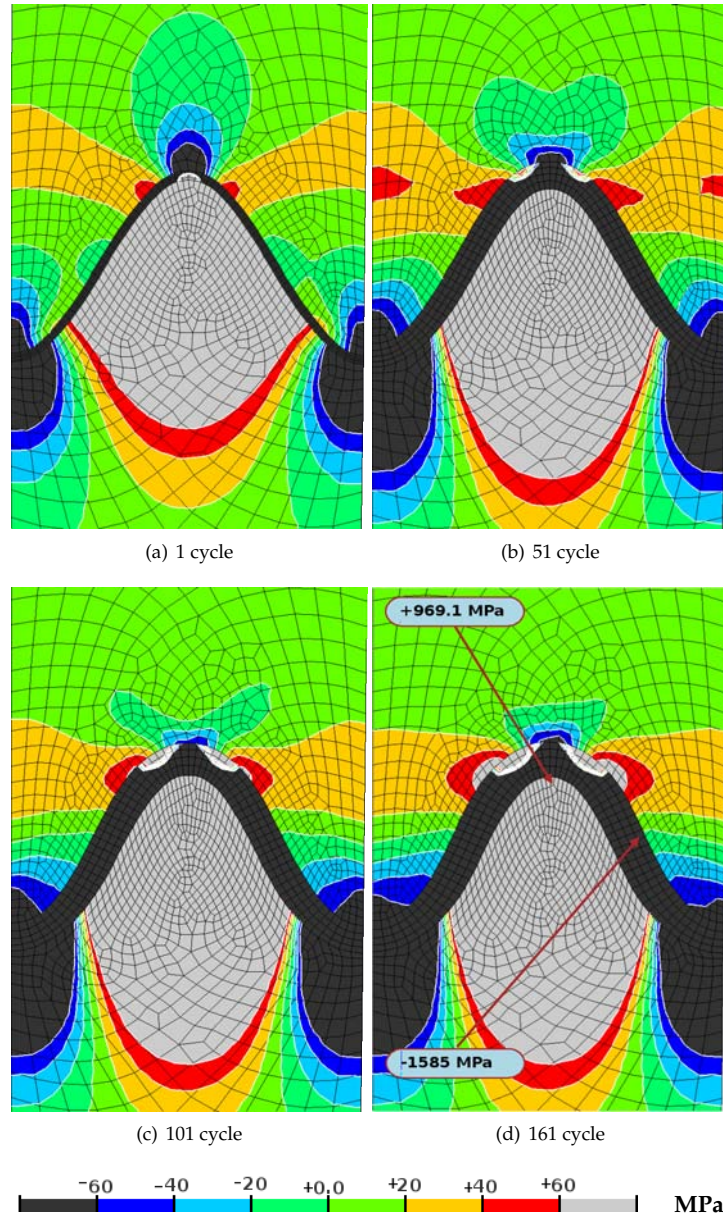 (a) 1 cycle
(b) 51 cycle
+969.1 MPa
-1585 MPa
(c) 101 cycle
(d) 161 cycle
-60 -40 -20 +0.0 +20 +40 +60
MPa